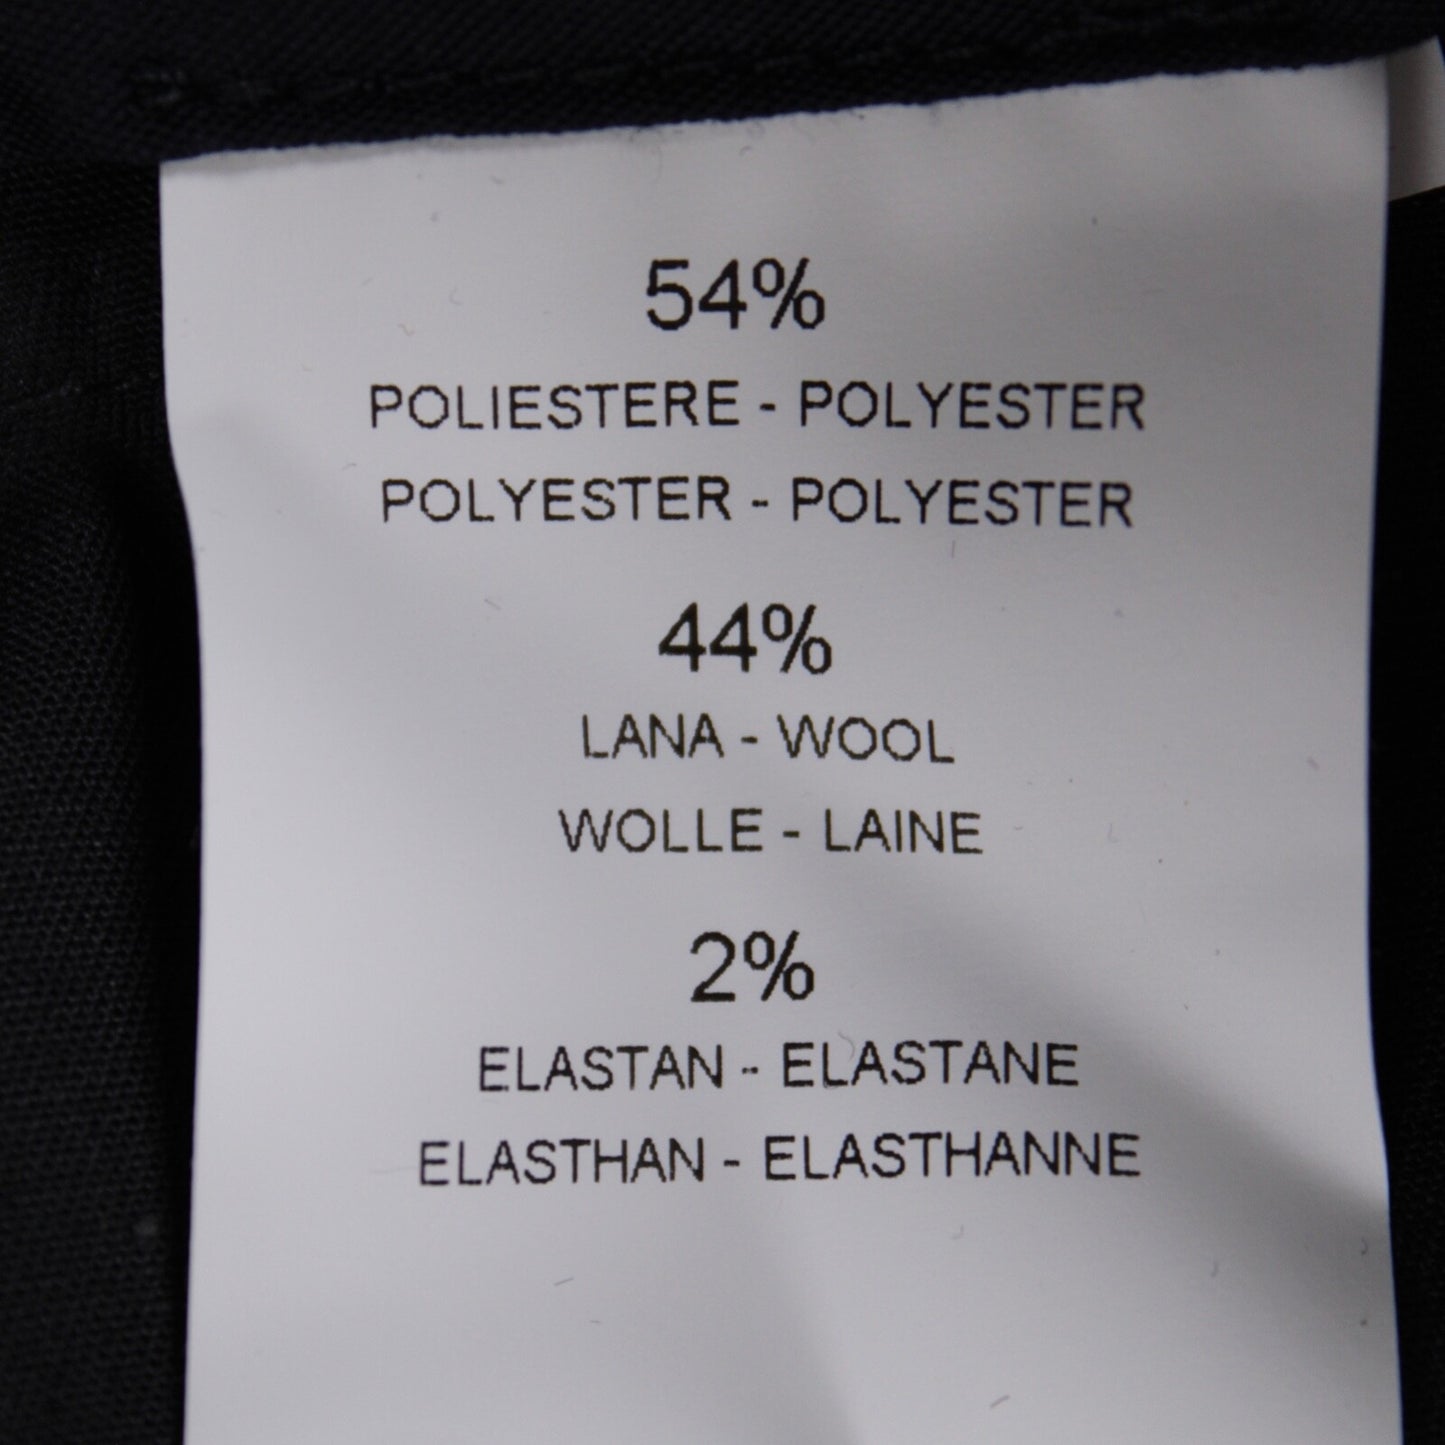 54%
POLIESTERE - POLYESTER
POLYESTER - POLYESTER
44%
LANA - WOOL
WOLLE - LAINE
2%
ELASTAN - ELASTANE
ELASTHAN - ELASTHANNE